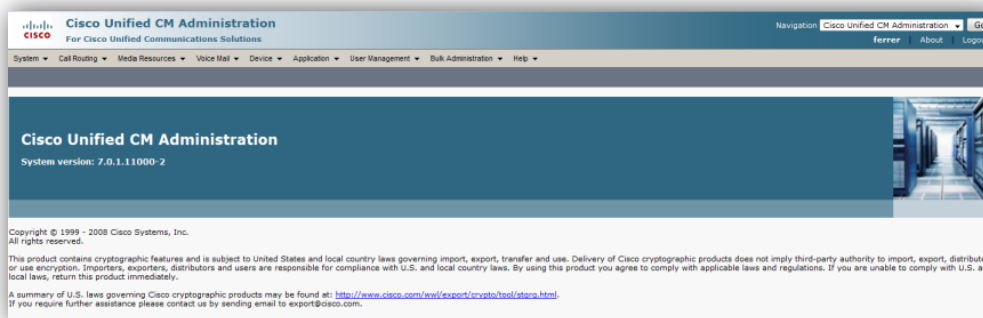 Cisco Unified CM Administration
Navigation Cisco Unified CM Administration
CISCO
For Cisco Unified Communications Solutions
ferrer About
System Call Routing Media Resources Voice Mail Device Application User Management Bulk Administration Help
Cisco Unified CM Administration
System version: 7.0.1.11000-2
Copyright © 1999 - 2008 Cisco Systems, Inc.
All rights reserved.
This product contains cryptographic features and is subject to United States and local country laws governing import, export, transfer and use. Delivery of Cisco cryptographic products does not imply third-party authority to import, export, distribute
or use encryption. Importers, exporters, distributors and users are responsible for compliance with U.S. and local country laws. By using this product you agree to comply with applicable laws and regulations. If you are unable to comply with U.S.
local laws, return this product immediately.
A summary of U.S. laws governing Cisco cryptographic products may be found at: http://www.cisco.com/wwl/export/crypto/tool/stqrg.html.
If you require further assistance please contact us by sending email to export@cisco.com.